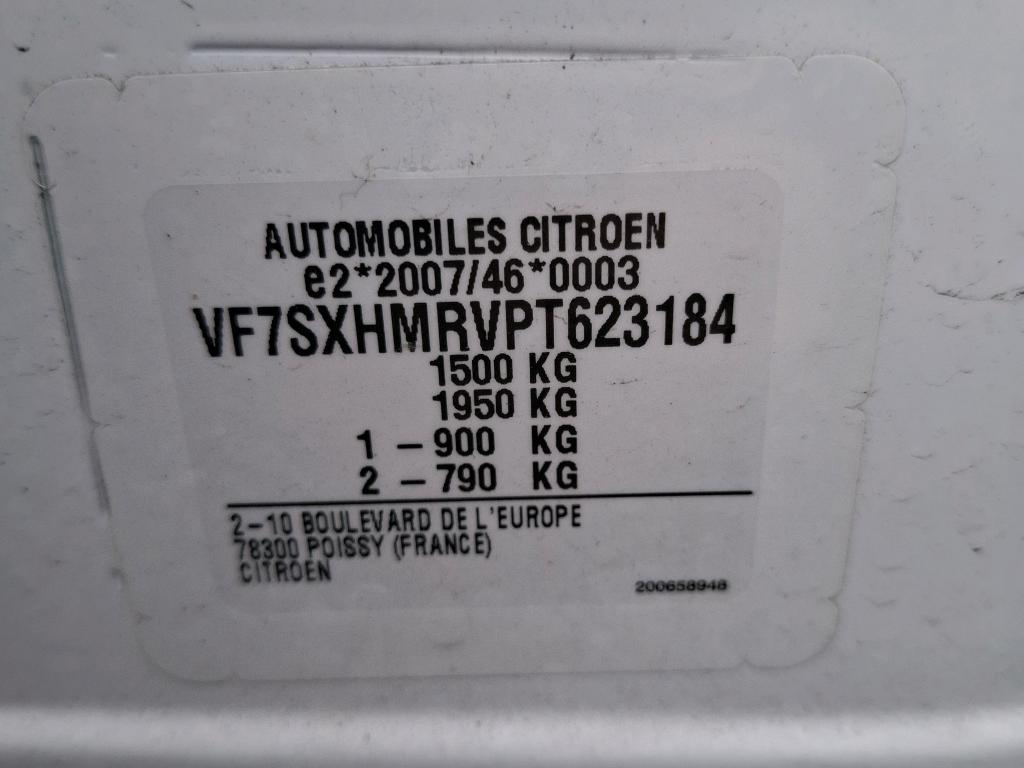 AUTOMOBILES CITROEN
e2*2007/46*0003
VF7SXHMRVPT623184
1500 KG
1950 KG
1 – 900 KG
2 – 790 KG
2–10 BOULEVARD DE L'EUROPE
78300 POISSY (FRANCE)
CITROEN
200658948